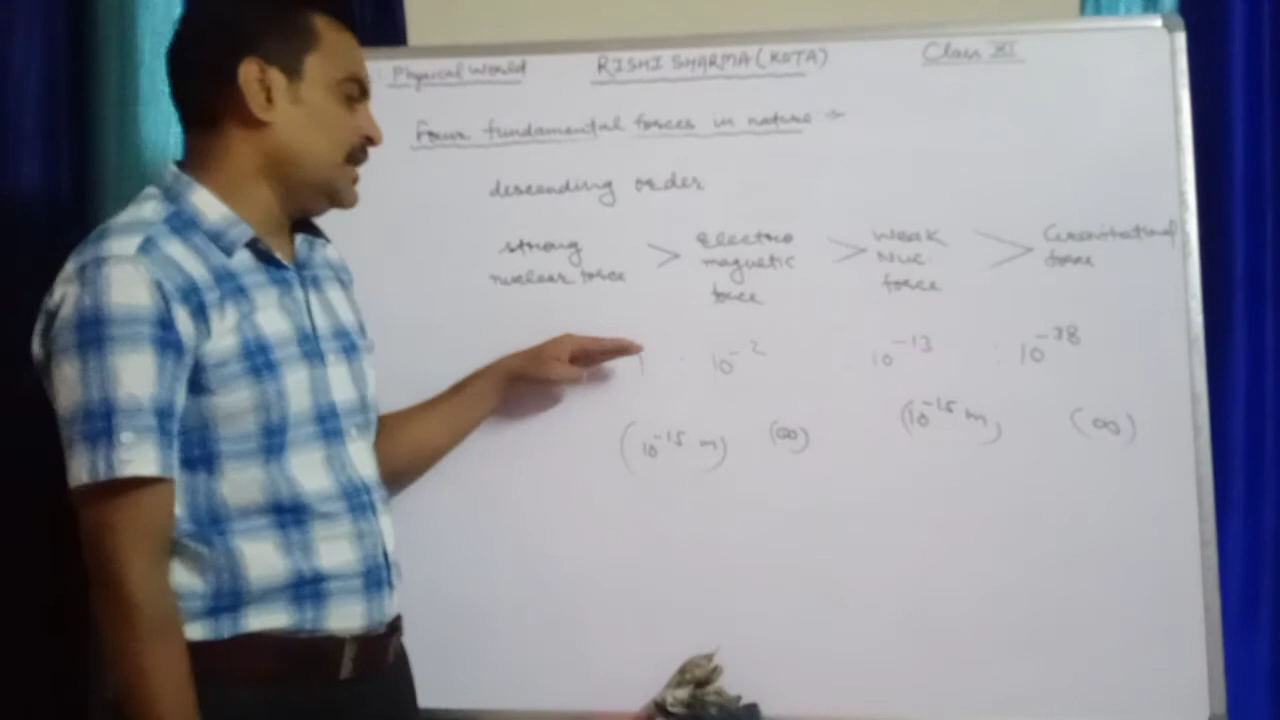 Physical World RISHI SHARMA (KOTA) Class XI
Four fundamental forces in nature :-
descending order
strong nuclear force > Electro magnetic force > Weak Nuc. force > Gravitational force
1 : 10^-2 : 10^-13 : 10^-38
(10^-15 m) (∞) (10^-15 m) (∞)